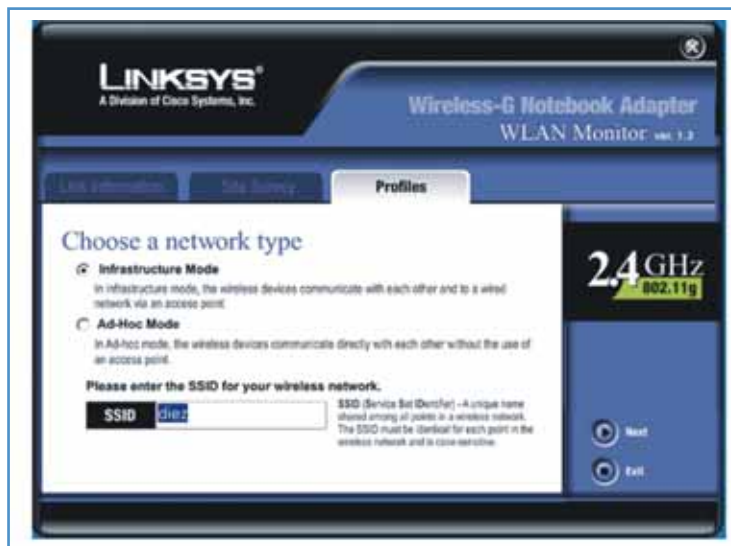 LINKSYS®
A Division of Cisco Systems, Inc.
Wireless-G Notebook Adapter
WLAN Monitor ver. 1.3
Link Information
Site Survey
Profiles
Choose a network type
Infrastructure Mode
In infrastructure mode, the wireless devices communicate with each other and to a wired
network via an access point
Ad-Hoc Mode
In Ad-hoc mode, the wireless devices communicate directly with each other without the use of
an access point.
Please enter the SSID for your wireless network.
SSID
diez
SSID (Service Set IDentifier) - A unique name
shared among all points in a wireless network.
The SSID must be identical for each point in the
wireless network and is case-sensitive.
2.4 GHz
802.11g
Next
Exit